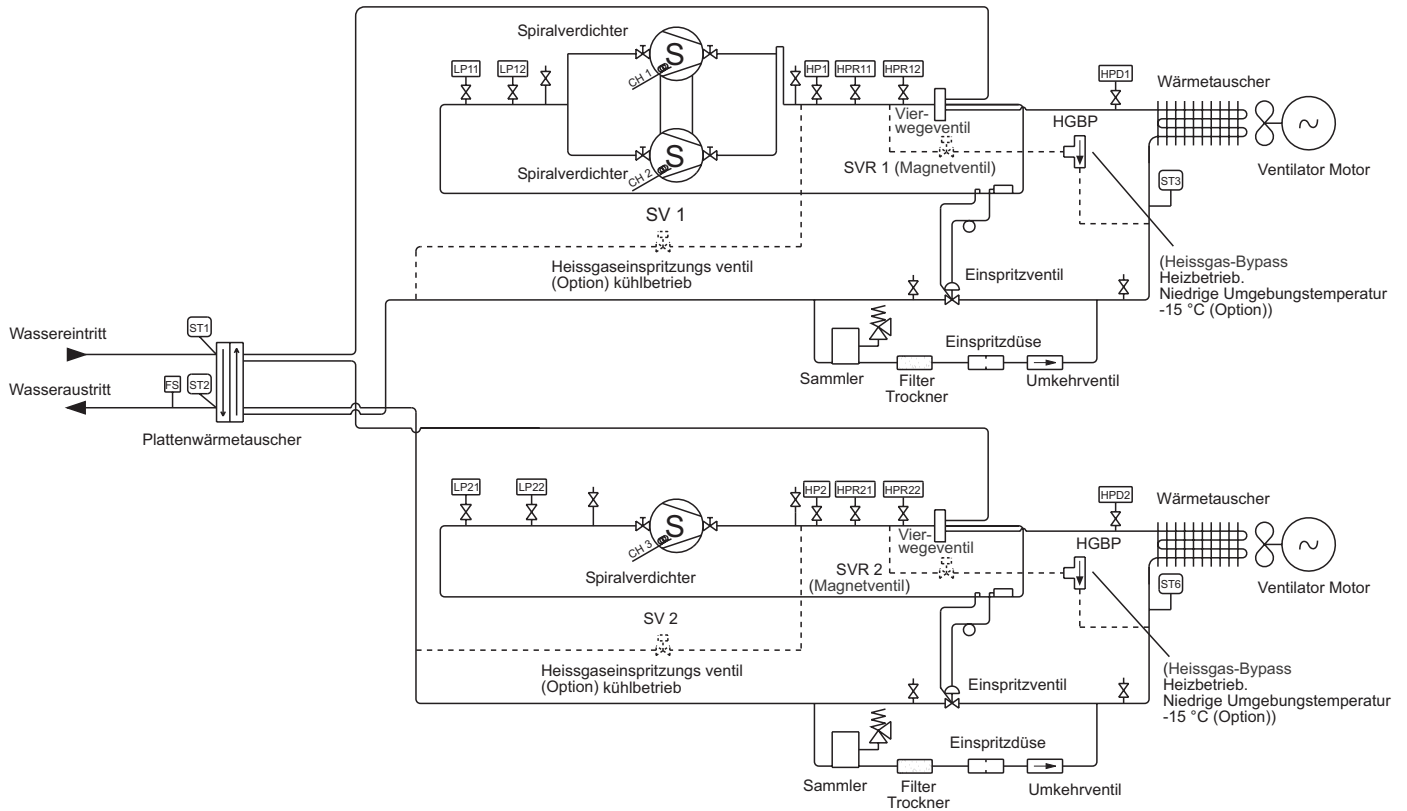 Spiralverdichter
LP11
LP12
S
CH 1
HP1
HPR11
HPR12
HPD1
Wärmetauscher
Vier-
wegeventil
HGBP
Spiralverdichter
S
CH 2
SVR 1 (Magnetventil)
Ventilator Motor
ST3
SV 1
Heissgaseinspritzungs ventil
(Option) kühlbetrieb
Einspritzventil
(Heissgas-Bypass
Heizbetrieb.
Niedrige Umgebungstemperatur
-15 °C (Option))
Wassereintritt
ST1
Wasseraustritt
FS
ST2
Plattenwärmetauscher
Sammler
Filter
Trockner
Einspritzdüse
Umkehrventil
LP21
LP22
S
CH 3
Spiralverdichter
HP2
HPR21
HPR22
HPD2
Wärmetauscher
Vier-
wegeventil
HGBP
SVR 2
(Magnetventil)
Ventilator Motor
ST6
SV 2
Heissgaseinspritzungs ventil
(Option) kühlbetrieb
Einspritzventil
(Heissgas-Bypass
Heizbetrieb.
Niedrige Umgebungstemperatur
-15 °C (Option))
Sammler
Filter
Trockner
Einspritzdüse
Umkehrventil